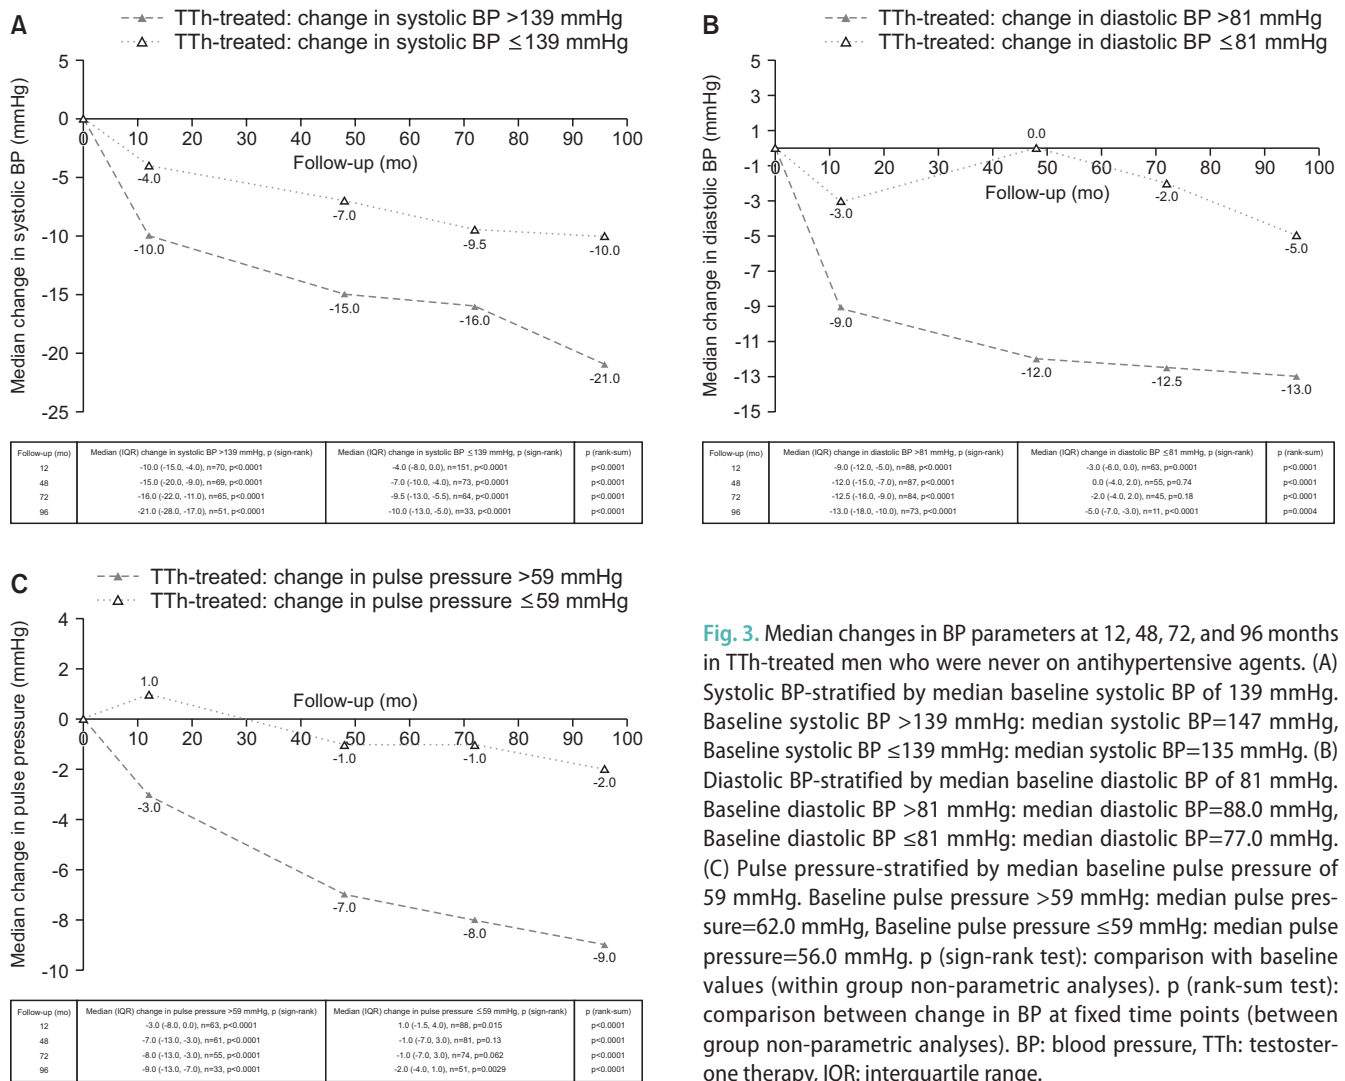 A
TTh-treated: change in systolic BP >139 mmHg
TTh-treated: change in systolic BP ≤139 mmHg
Median change in systolic BP (mmHg)
5
0
-5
-10
-15
-20
-25
0 10 20 30 40 50 60 70 80 90 100
Follow-up (mo)
-4.0
-7.0
-9.5
-10.0
-10.0
-15.0
-16.0
-21.0
Follow-up (mo) Median (IQR) change in systolic BP >139 mmHg, p (sign-rank) Median (IQR) change in systolic BP ≤139 mmHg, p (sign-rank) p (rank-sum)
12 -10.0 (-15.0, -4.0), n=70, p<0.0001 -4.0 (-8.0, 0.0), n=151, p<0.0001 p<0.0001
48 -15.0 (-20.0, -9.0), n=69, p<0.0001 -7.0 (-10.0, -4.0), n=73, p<0.0001 p<0.0001
72 -16.0 (-22.0, -11.0), n=65, p<0.0001 -9.5 (-13.0, -5.5), n=64, p<0.0001 p<0.0001
96 -21.0 (-28.0, -17.0), n=51, p<0.0001 -10.0 (-13.0, -5.0), n=33, p<0.0001 p<0.0001
B
TTh-treated: change in diastolic BP >81 mmHg
TTh-treated: change in diastolic BP ≤81 mmHg
Median change in diastolic BP (mmHg)
5
3
1
-1
-3
-5
-7
-9
-11
-13
-15
0 10 20 30 40 50 60 70 80 90 100
Follow-up (mo)
0.0
-3.0
-2.0
-5.0
-9.0
-12.0
-12.5
-13.0
Follow-up (mo) Median (IQR) change in diastolic BP >81 mmHg, p (sign-rank) Median (IQR) change in diastolic BP ≤81 mmHg, p (sign-rank) p (rank-sum)
12 -9.0 (-12.0, -5.0), n=88, p<0.0001 -3.0 (-6.0, 0.0), n=63, p=0.0001 p<0.0001
48 -12.0 (-15.0, -7.0), n=87, p<0.0001 0.0 (-4.0, 2.0), n=55, p=0.74 p<0.0001
72 -12.5 (-16.0, -9.0), n=84, p<0.0001 -2.0 (-4.0, 2.0), n=45, p=0.18 p<0.0001
96 -13.0 (-18.0, -10.0), n=73, p<0.0001 -5.0 (-7.0, -3.0), n=11, p<0.0001 p=0.0004
C
TTh-treated: change in pulse pressure >59 mmHg
TTh-treated: change in pulse pressure ≤59 mmHg
Median change in pulse pressure (mmHg)
4
2
0
-2
-4
-6
-8
-10
Follow-up (mo)
0 10 20 30 40 50 60 70 80 90 100
1.0
-1.0
-1.0
-2.0
-3.0
-7.0
-8.0
-9.0
Follow-up (mo) Median (IQR) change in pulse pressure >59 mmHg, p (sign-rank) Median (IQR) change in pulse pressure ≤59 mmHg, p (sign-rank) p (rank-sum)
12 -3.0 (-8.0, 0.0), n=63, p<0.0001 1.0 (-1.5, 4.0), n=88, p=0.015 p<0.0001
48 -7.0 (-13.0, -3.0), n=61, p<0.0001 -1.0 (-7.0, 3.0), n=81, p=0.13 p<0.0001
72 -8.0 (-13.0, -3.0), n=55, p<0.0001 -1.0 (-7.0, 3.0), n=74, p=0.062 p<0.0001
96 -9.0 (-13.0, -7.0), n=33, p<0.0001 -2.0 (-4.0, 1.0), n=51, p=0.0029 p<0.0001
Fig. 3. Median changes in BP parameters at 12, 48, 72, and 96 months
in TTh-treated men who were never on antihypertensive agents. (A)
Systolic BP-stratified by median baseline systolic BP of 139 mmHg.
Baseline systolic BP >139 mmHg: median systolic BP=147 mmHg,
Baseline systolic BP ≤139 mmHg: median systolic BP=135 mmHg. (B)
Diastolic BP-stratified by median baseline diastolic BP of 81 mmHg.
Baseline diastolic BP >81 mmHg: median diastolic BP=88.0 mmHg,
Baseline diastolic BP ≤81 mmHg: median diastolic BP=77.0 mmHg.
(C) Pulse pressure-stratified by median baseline pulse pressure of
59 mmHg. Baseline pulse pressure >59 mmHg: median pulse pres-
sure=62.0 mmHg, Baseline pulse pressure ≤59 mmHg: median pulse
pressure=56.0 mmHg. p (sign-rank test): comparison with baseline
values (within group non-parametric analyses). p (rank-sum test):
comparison between change in BP at fixed time points (between
group non-parametric analyses). BP: blood pressure, TTh: testoster-
one therapy, IQR: interquartile range.